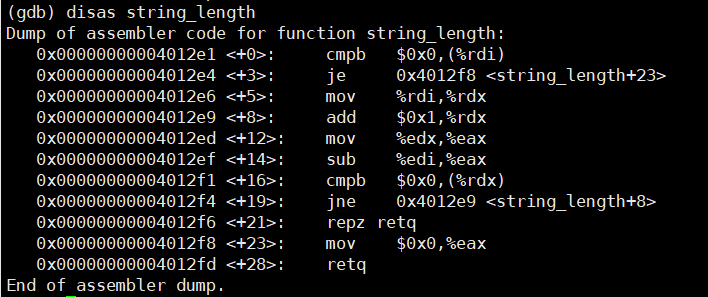 (gdb) disas string_length
Dump of assembler code for function string_length:
   0x00000000004012e1 <+0>:     cmpb   $0x0,(%rdi)
   0x00000000004012e4 <+3>:     je     0x4012f8 <string_length+23>
   0x00000000004012e6 <+5>:     mov    %rdi,%rdx
   0x00000000004012e9 <+8>:     add    $0x1,%rdx
   0x00000000004012ed <+12>:    mov    %edx,%eax
   0x00000000004012ef <+14>:    sub    %edi,%eax
   0x00000000004012f1 <+16>:    cmpb   $0x0,(%rdx)
   0x00000000004012f4 <+19>:    jne    0x4012e9 <string_length+8>
   0x00000000004012f6 <+21>:    repz retq
   0x00000000004012f8 <+23>:    mov    $0x0,%eax
   0x00000000004012fd <+28>:    retq
End of assembler dump.